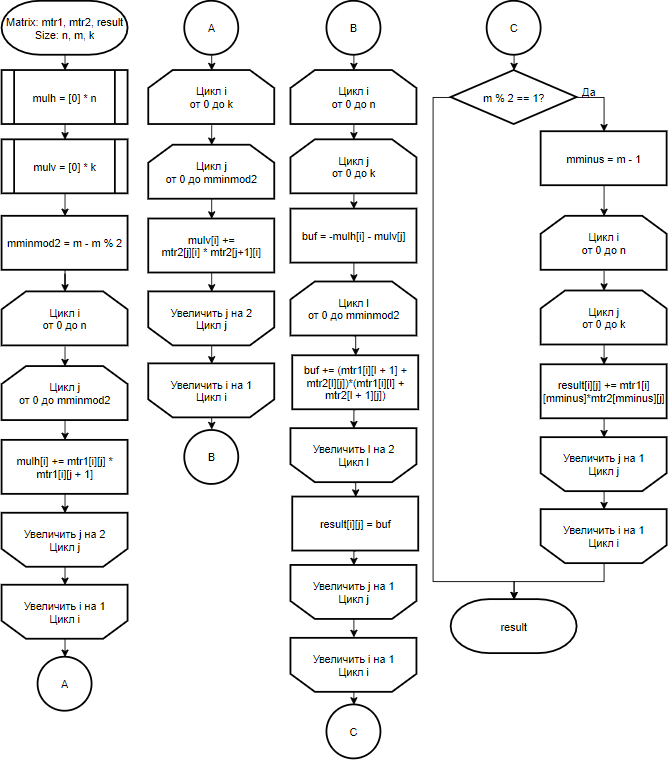 Matrix: mtr1, mtr2, result
Size: n, m, k
mulh = [0] * n
mulv = [0] * k
mminmod2 = m - m % 2
Цикл i
от 0 до n
Цикл j
от 0 до mminmod2
mulh[i] += mtr1[i][j] *
mtr1[i][j + 1]
Увеличить j на 2
Цикл j
Увеличить i на 1
Цикл i
A
A
Цикл i
от 0 до k
Цикл j
от 0 до mminmod2
mulv[i] +=
mtr2[j][i] * mtr2[j+1][i]
Увеличить j на 2
Цикл j
Увеличить i на 1
Цикл i
B
B
Цикл i
от 0 до n
Цикл j
от 0 до k
buf = -mulh[i] - mulv[j]
Цикл l
от 0 до mminmod2
buf += (mtr1[i][l + 1] +
mtr2[l][j])*(mtr1[i][l] +
mtr2[l + 1][j])
Увеличить l на 2
Цикл l
result[i][j] = buf
Увеличить j на 1
Цикл j
Увеличить i на 1
Цикл i
C
C
m % 2 == 1?
Да
mminus = m - 1
Цикл i
от 0 до n
Цикл j
от 0 до k
result[i][j] += mtr1[i]
[mminus]*mtr2[mminus][j]
Увеличить j на 1
Цикл j
Увеличить i на 1
Цикл i
result